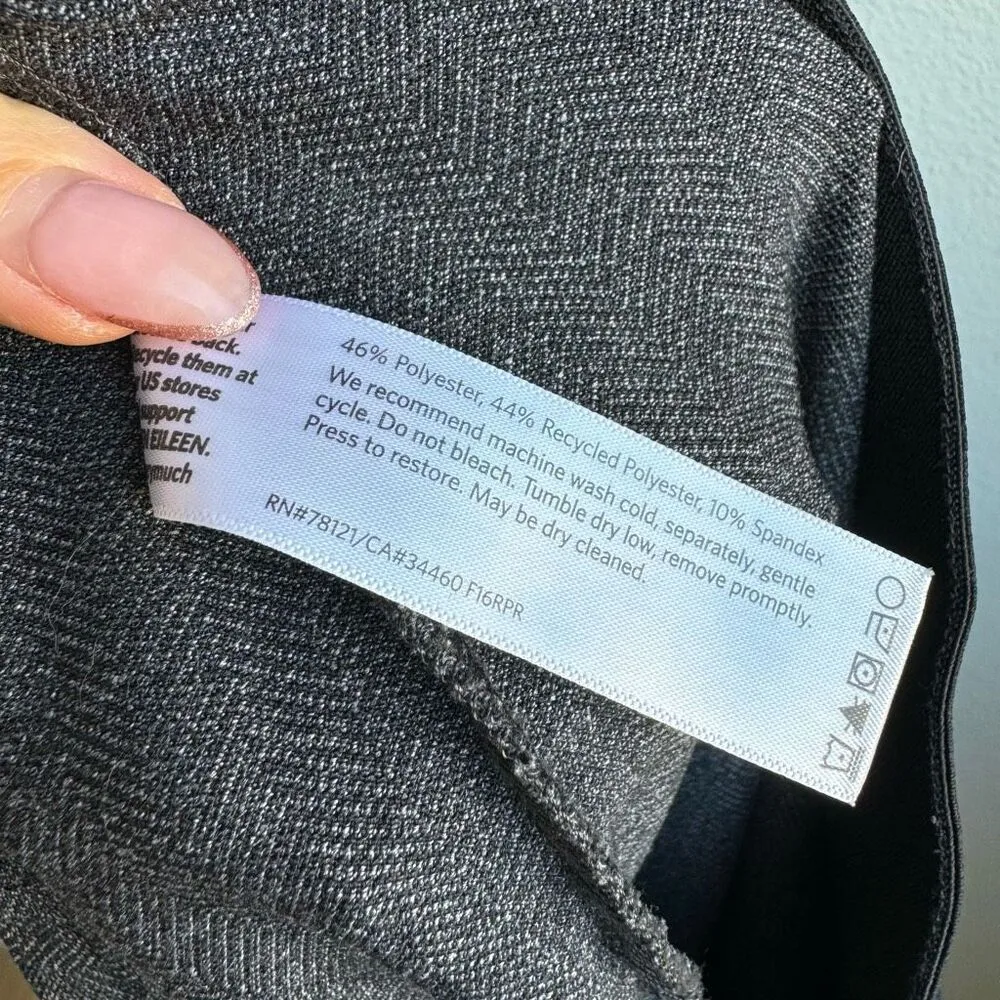 back.
them at
US stores
EILEEN.
much
46% Polyester, 44% Recycled Polyester, 10% Spandex
We recommend machine wash cold, separately, gentle
cycle. Do not bleach. Tumble dry low, remove promptly.
Press to restore. May be dry cleaned.
RN#78121/CA#34460 F16RPR